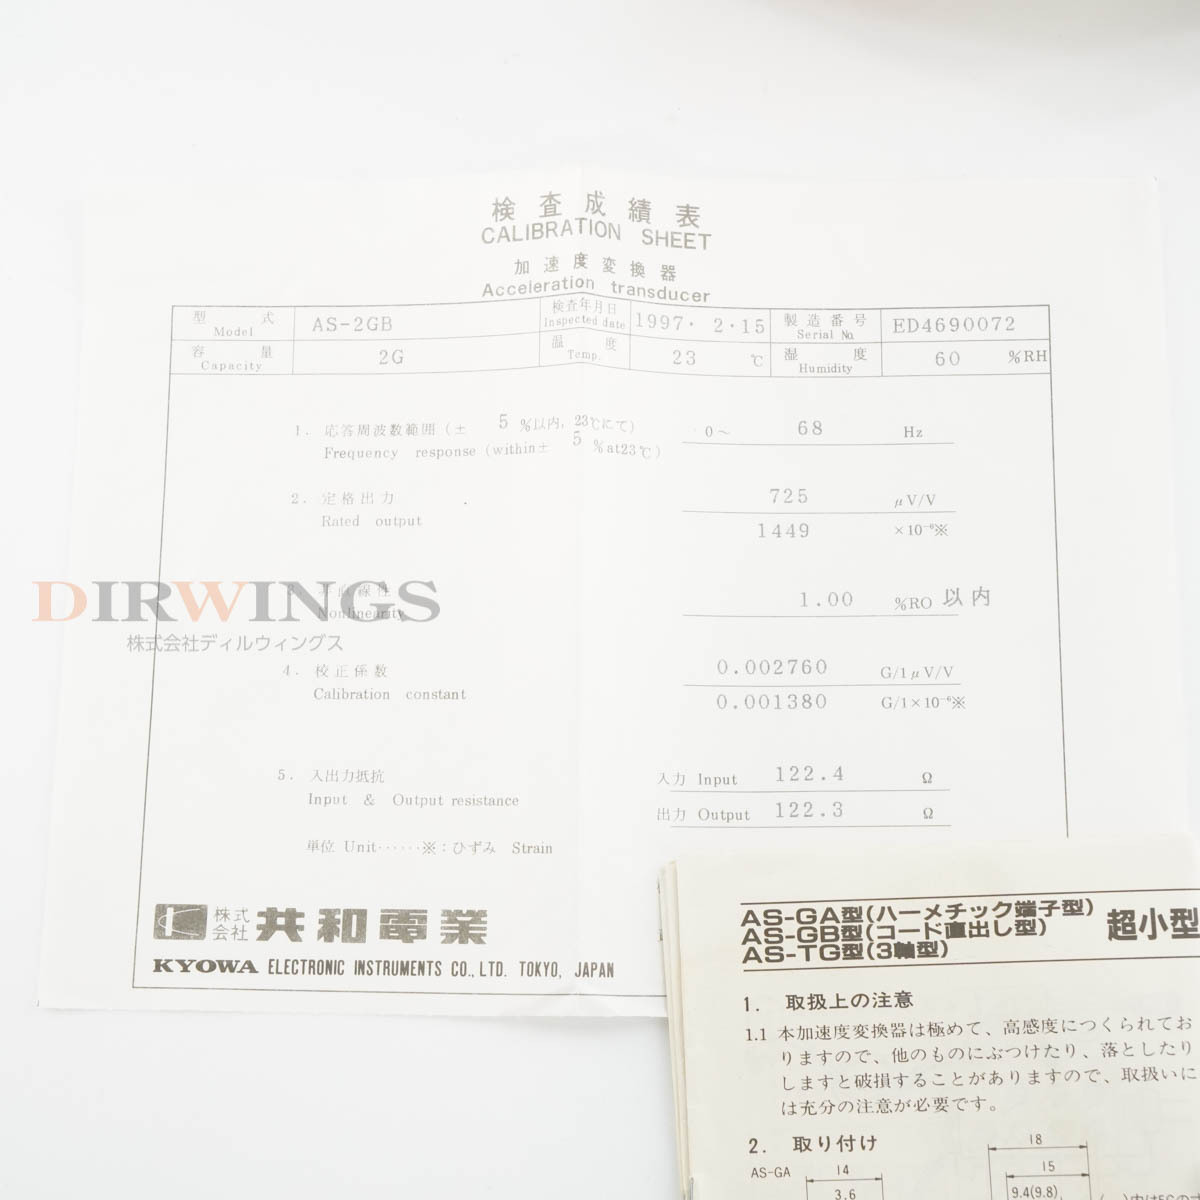 検査成績表
CALIBRATION SHEET
加速度変換器
Acceleration transducer
型式 Model AS-2GB 検査年月日 Inspected date 1997. 2.15 製造番号 Serial No. ED4690072
容量 Capacity 2G 温度 Temp. 23 ℃ 湿度 Humidity 60 %RH
1. 応答周波数範囲(± 5 %以内, 23℃にて) 0～ 68 Hz
Frequency response (within± 5 %at23℃)
2. 定格出力 725 μV/V
Rated output 1449 ×10⁻⁶※
3. 非直線性 1.00 %RO 以内
Nonlinearity
DIRWINGS
株式会社ディルウィングス
4. 校正係数 0.002760 G/1μV/V
Calibration constant 0.001380 G/1×10⁻⁶※
5. 入出力抵抗 入力 Input 122.4 Ω
Input & Output resistance 出力 Output 122.3 Ω
単位 Unit……※：ひずみ Strain
株式会社 共和電業
KYOWA ELECTRONIC INSTRUMENTS CO., LTD. TOKYO, JAPAN
AS-GA型(ハーメチック端子型)
AS-GB型(コード直出し型) 超小型
AS-TG型(3軸型)
1. 取扱上の注意
1.1 本加速度変換器は極めて、高感度につくられてお
りますので、他のものにぶつけたり、落としたり
しますと破損することがありますので、取扱いに
は充分の注意が必要です。
2. 取り付け
18
AS-GA 14 15
3.6 9.4(9.8)